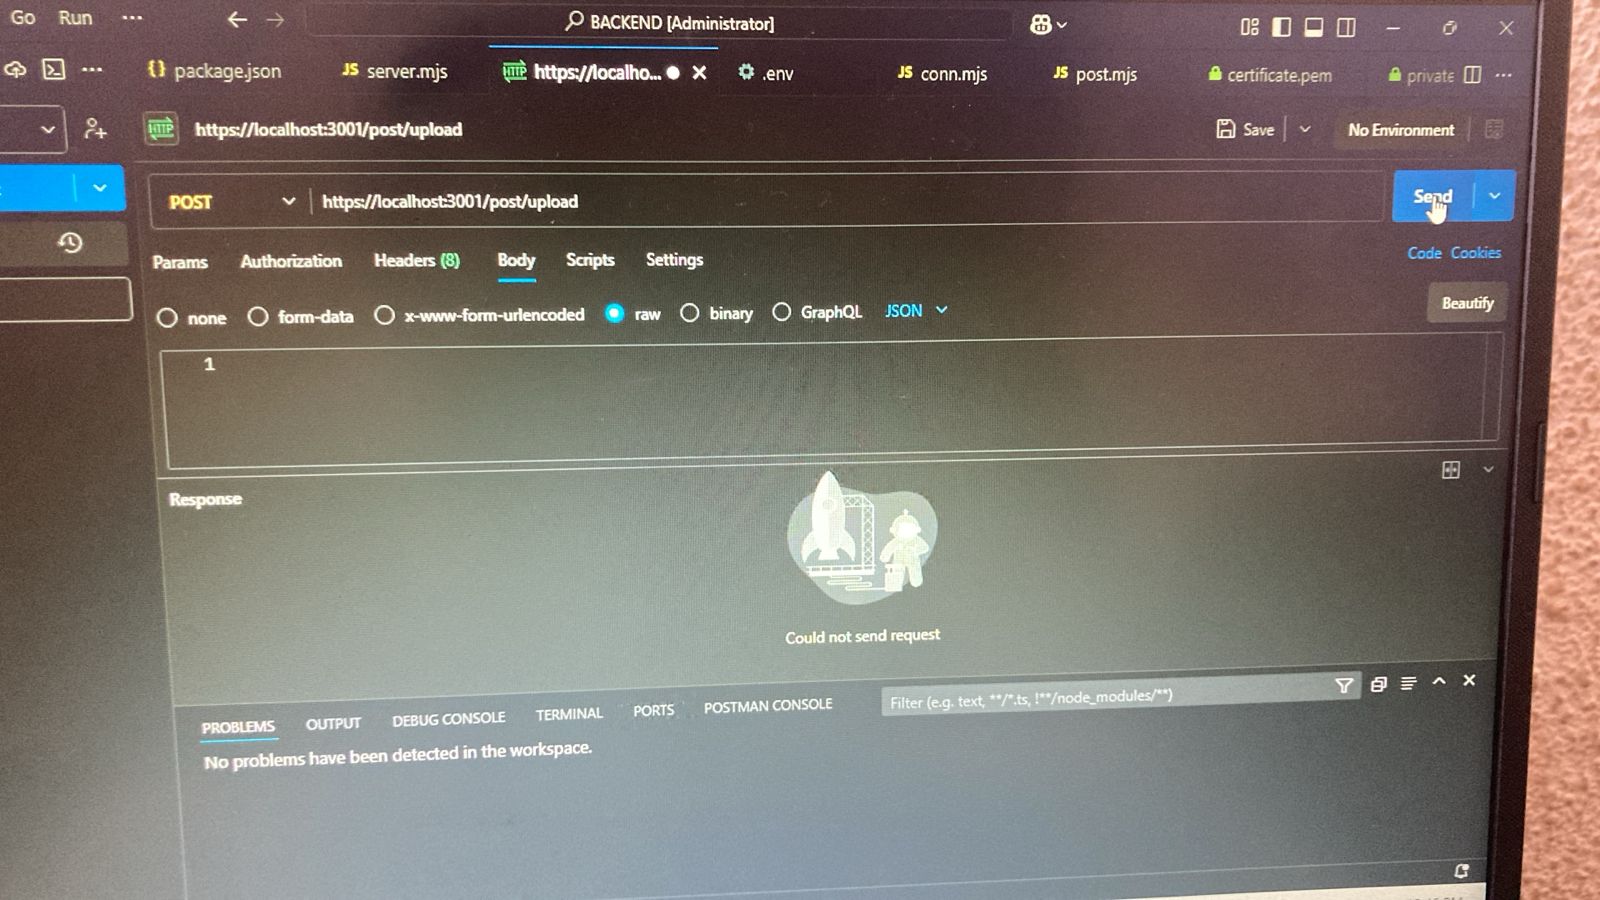 Go Run ... BACKEND [Administrator]
... {} package.json JS server.mjs HTTP https://localho... .env JS conn.mjs JS post.mjs certificate.pem private ...
HTTP https://localhost:3001/post/upload Save No Environment
POST https://localhost:3001/post/upload Send
Params Authorization Headers (8) Body Scripts Settings Code Cookies
none form-data x-www-form-urlencoded raw binary GraphQL JSON Beautify
1
Response
Could not send request
PROBLEMS OUTPUT DEBUG CONSOLE TERMINAL PORTS POSTMAN CONSOLE Filter (e.g. text, **/*.ts, !**/node_modules/**)
No problems have been detected in the workspace.